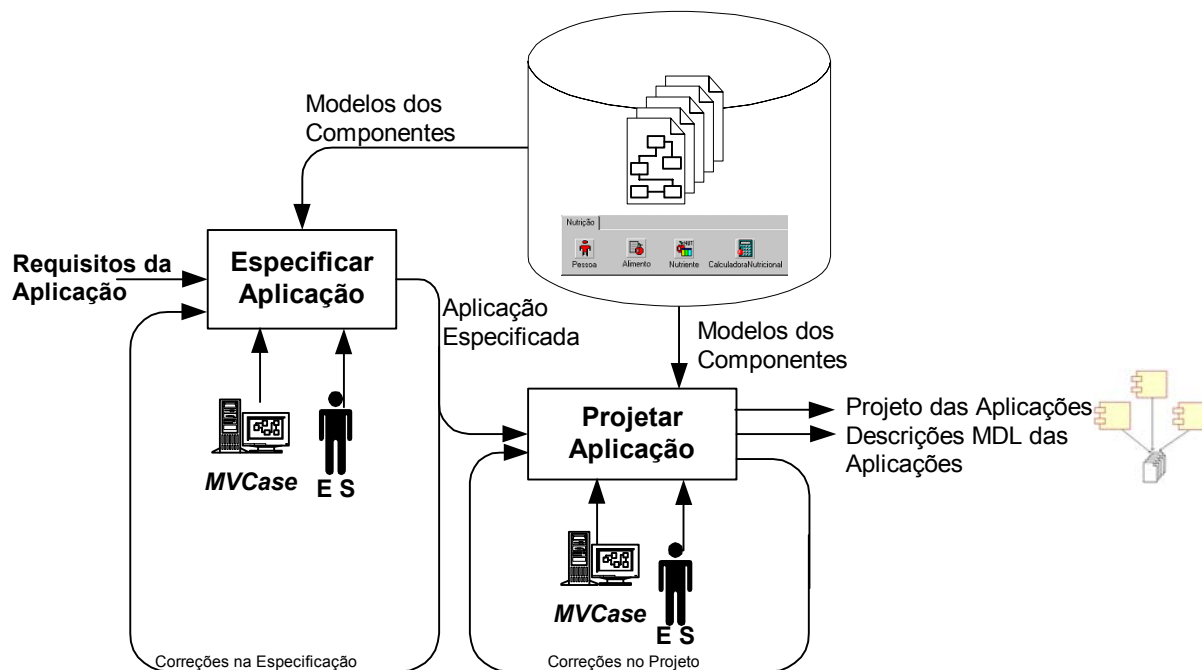 Modelos dos
Componentes
Nutrição
Pessoa
Alimento
Nutriente
CalculadoraNutricional
Requisitos da
Aplicação
Especificar
Aplicação
Aplicação
Especificada
Modelos dos
Componentes
MVCase
E S
Projetar
Aplicação
Projeto das Aplicações
Descrições MDL das
Aplicações
MVCase
E S
Correções na Especificação
Correções no Projeto